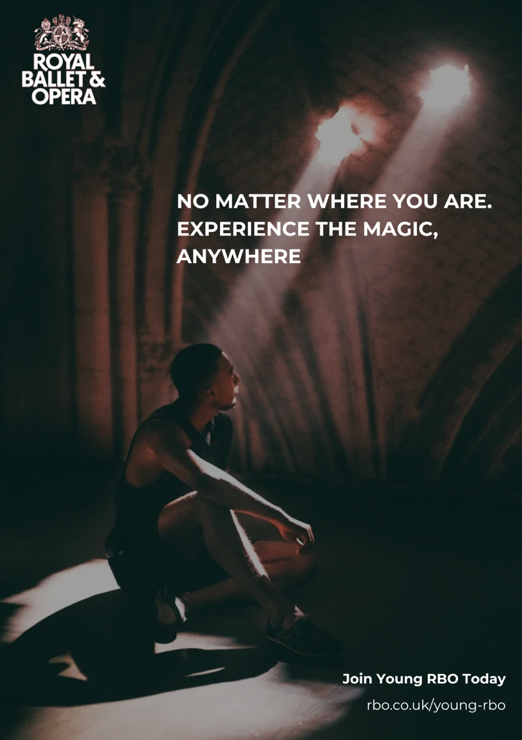 ROYAL
BALLET &
OPERA
NO MATTER WHERE YOU ARE.
EXPERIENCE THE MAGIC,
ANYWHERE
Join Young RBO Today
rbo.co.uk/young-rbo